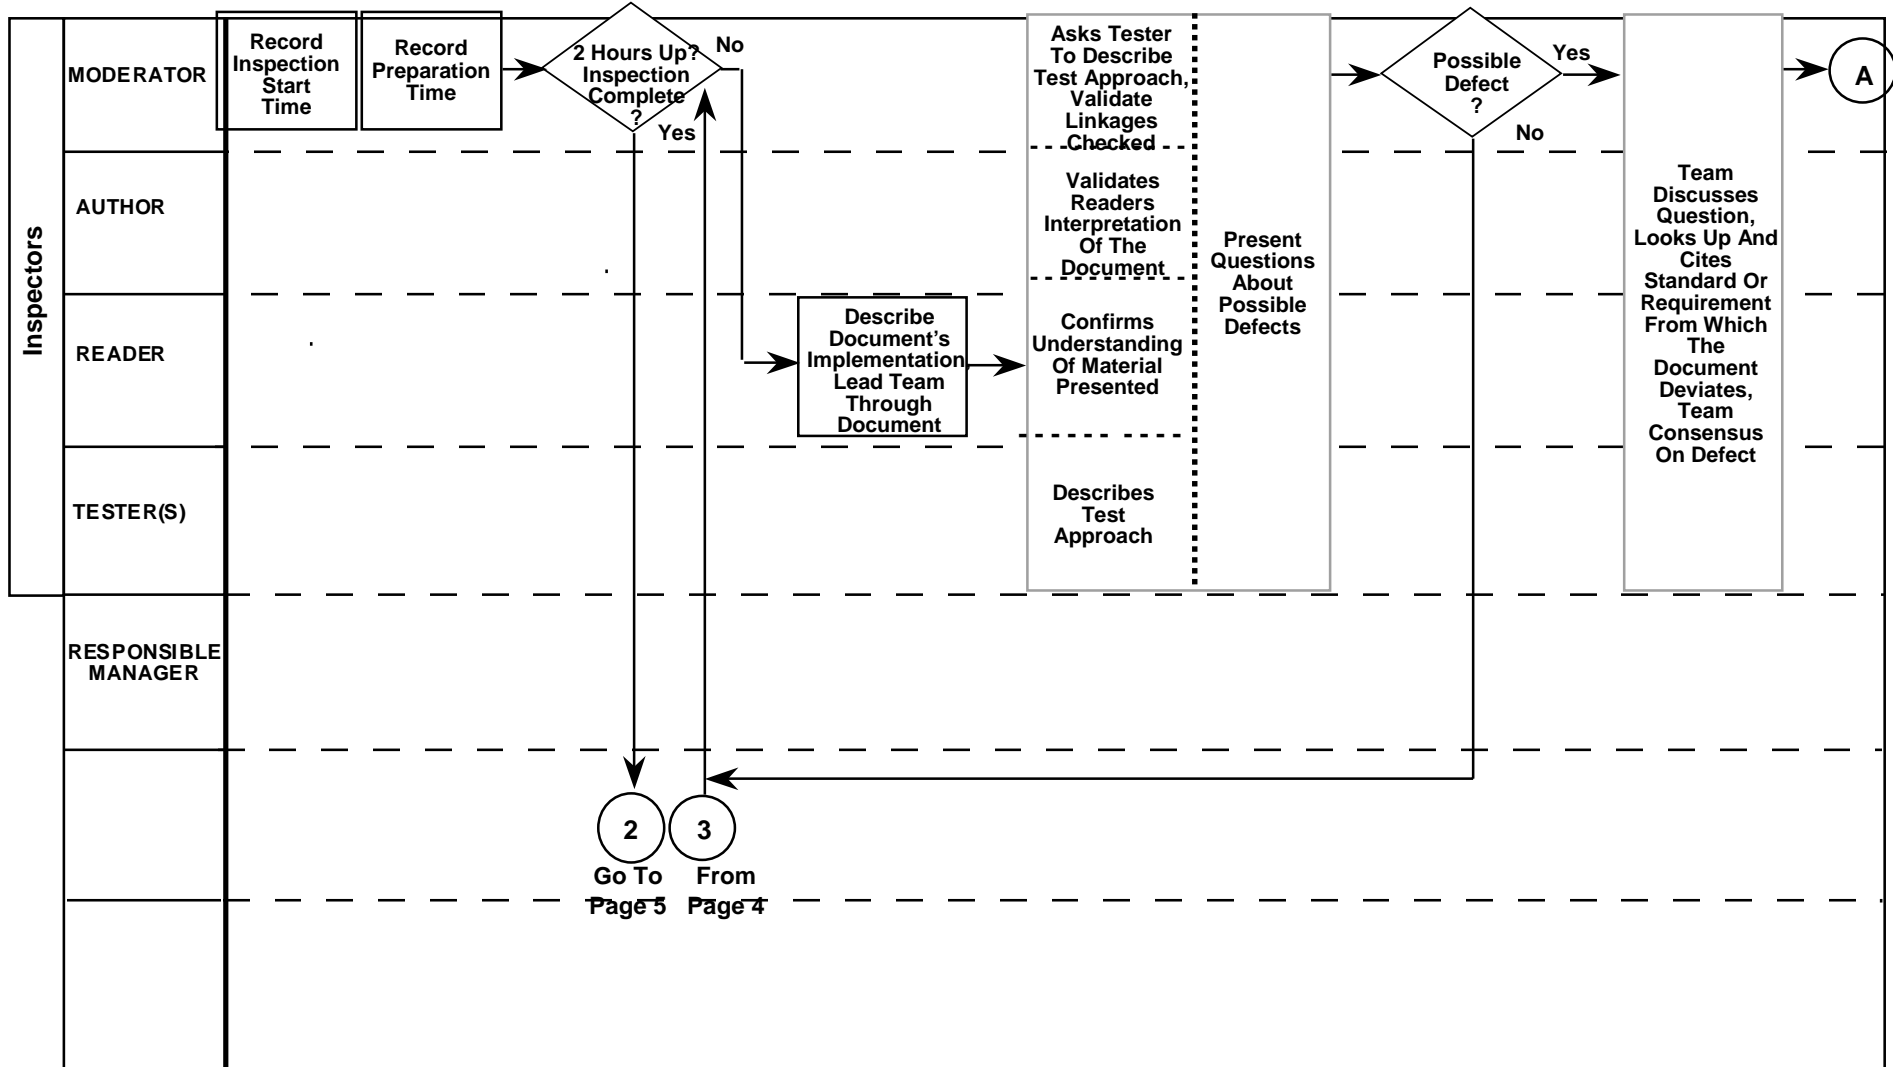 Inspectors
MODERATOR
AUTHOR
READER
TESTER(S)
RESPONSIBLE
MANAGER
Record
Inspection
Start
Time
Record
Preparation
Time
2 Hours Up?
Inspection
Complete
?
No
Yes
Describe
Document's
Implementation,
Lead Team
Through
Document
Asks Tester
To Describe
Test Approach,
Validate
Linkages
Checked
Validates
Readers
Interpretation
Of The
Document
Confirms
Understanding
Of Material
Presented
Describes
Test
Approach
Present
Questions
About
Possible
Defects
Possible
Defect
?
Yes
No
Team
Discusses
Question,
Looks Up And
Cites
Standard Or
Requirement
From Which
The
Document
Deviates,
Team
Consensus
On Defect
A
2
Go To
Page 5
3
From
Page 4